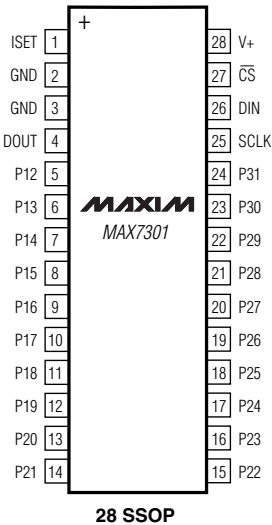 +
ISET 1 28 V+
GND 2 27 C̅S̅
GND 3 26 DIN
DOUT 4 25 SCLK
P12 5 24 P31
P13 6 MAXIM 23 P30
P14 7 MAX7301 22 P29
P15 8 21 P28
P16 9 20 P27
P17 10 19 P26
P18 11 18 P25
P19 12 17 P24
P20 13 16 P23
P21 14 15 P22
28 SSOP